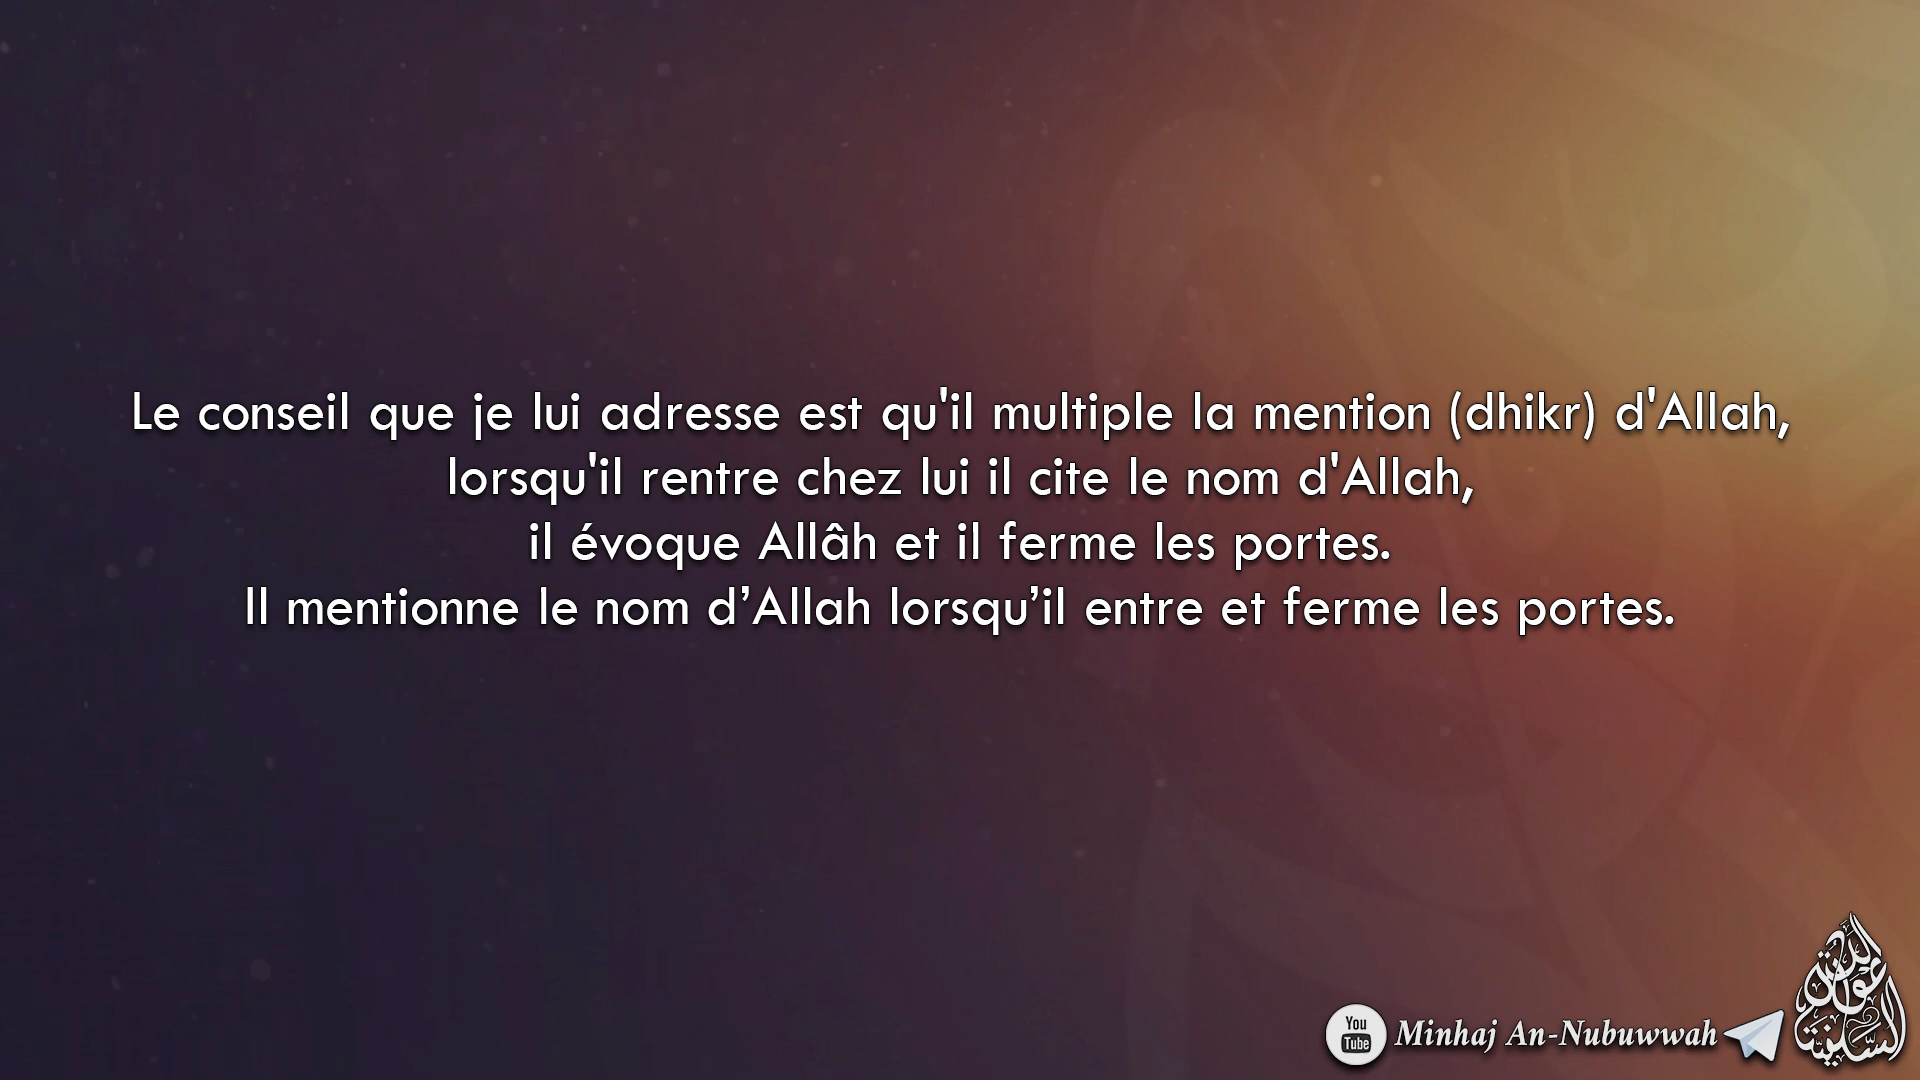 Le conseil que je lui adresse est qu'il multiple la mention (dhikr) d'Allah,
lorsqu'il rentre chez lui il cite le nom d'Allah,
il évoque Allâh et il ferme les portes.
Il mentionne le nom d’Allah lorsqu’il entre et ferme les portes.
You
Tube
Minhaj An-Nubuwwah